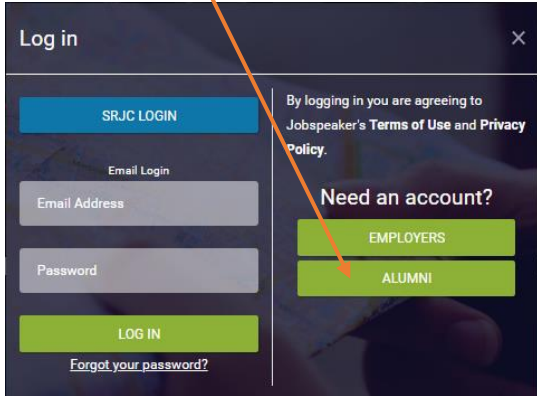 Log in
×
SRJC LOGIN
Email Login
Email Address
Password
LOG IN
Forgot your password?
By logging in you are agreeing to
Jobspeaker's Terms of Use and Privacy
Policy.
Need an account?
EMPLOYERS
ALUMNI